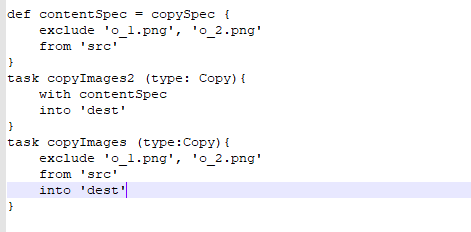 def contentSpec = copySpec {
    exclude 'o_1.png', 'o_2.png'
    from 'src'
}
task copyImages2 (type: Copy){
    with contentSpec
    into 'dest'
}
task copyImages (type:Copy){
    exclude 'o_1.png', 'o_2.png'
    from 'src'
    into 'dest'
}